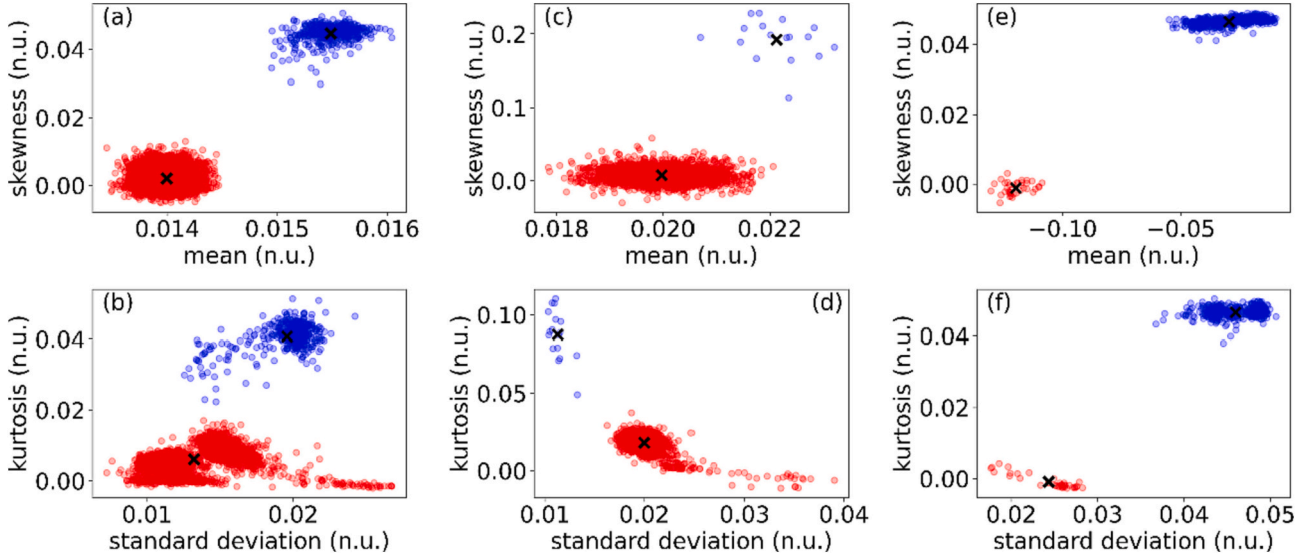 (a)
0.04
0.02
0.00
skewness (n.u.)
0.014
0.015
0.016
mean (n.u.)
(c)
0.2
0.1
0.0
skewness (n.u.)
0.018
0.020
0.022
mean (n.u.)
(e)
0.04
0.02
0.00
skewness (n.u.)
−0.10
−0.05
mean (n.u.)
(b)
0.04
0.02
0.00
kurtosis (n.u.)
0.01
0.02
standard deviation (n.u.)
(d)
0.10
0.05
0.00
kurtosis (n.u.)
0.01
0.02
0.03
0.04
standard deviation (n.u.)
(f)
0.04
0.02
0.00
kurtosis (n.u.)
0.02
0.03
0.04
0.05
standard deviation (n.u.)